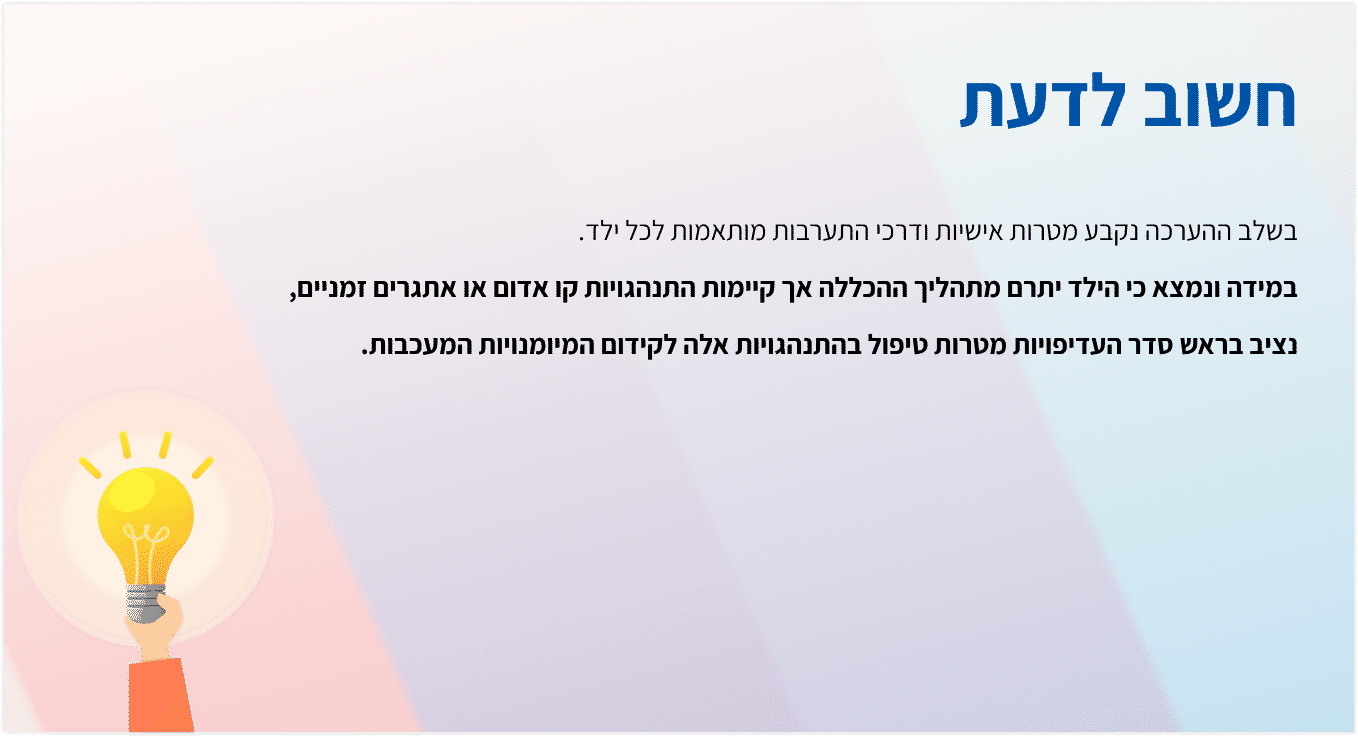 חשוב לדעת
בשלב ההערכה נקבע מטרות אישיות ודרכי התערבות מותאמות לכל ילד.
במידה ונמצא כי הילד יתרם מתהליך ההכללה אך קיימות התנהגויות קו אדום או אתגרים זמניים,
נציב בראש סדר העדיפויות מטרות טיפול בהתנהגויות אלה לקידום המיומנויות המעכבות.